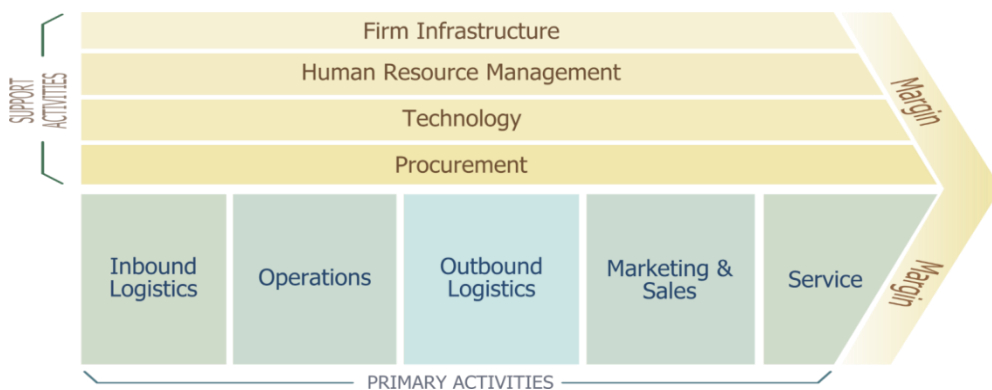 SUPPORT
ACTIVITIES
Firm Infrastructure
Human Resource Management
Technology
Procurement
Margin
Inbound
Logistics
Operations
Outbound
Logistics
Marketing &
Sales
Service
Margin
PRIMARY ACTIVITIES